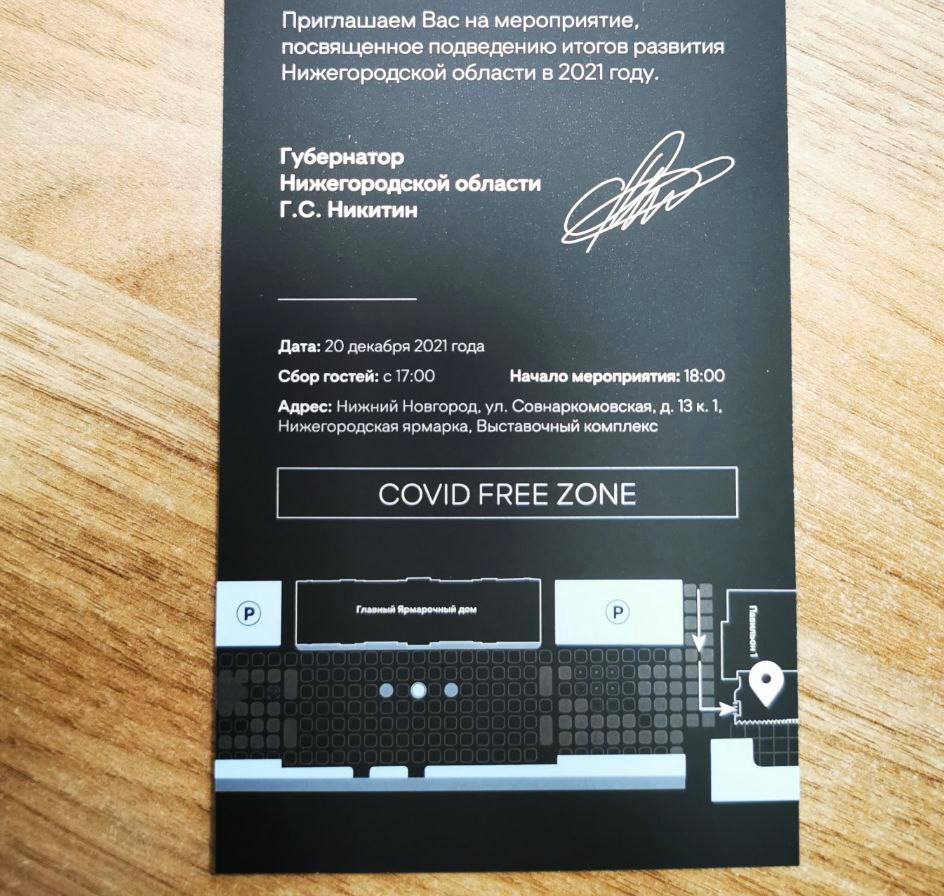 Приглашаем Вас на мероприятие,
посвященное подведению итогов развития
Нижегородской области в 2021 году.
Губернатор
Нижегородской области
Г.С. Никитин
Дата: 20 декабря 2021 года
Сбор гостей: с 17:00
Начало мероприятия: 18:00
Адрес: Нижний Новгород, ул. Совнаркомовская, д. 13 к. 1,
Нижегородская ярмарка, Выставочный комплекс
COVID FREE ZONE
P
Главный Ярмарочный дом
P
Павильон 1